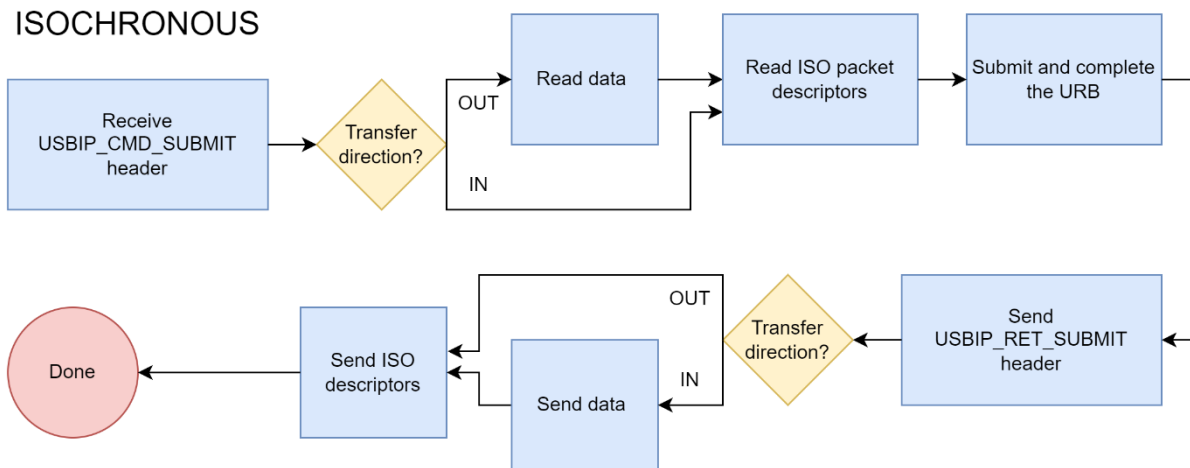 ISOCHRONOUS
Receive
USBIP_CMD_SUBMIT
header
Transfer
direction?
OUT
IN
Read data
Read ISO packet
descriptors
Submit and complete
the URB
Send
USBIP_RET_SUBMIT
header
Transfer
direction?
OUT
IN
Send data
Send ISO
descriptors
Done